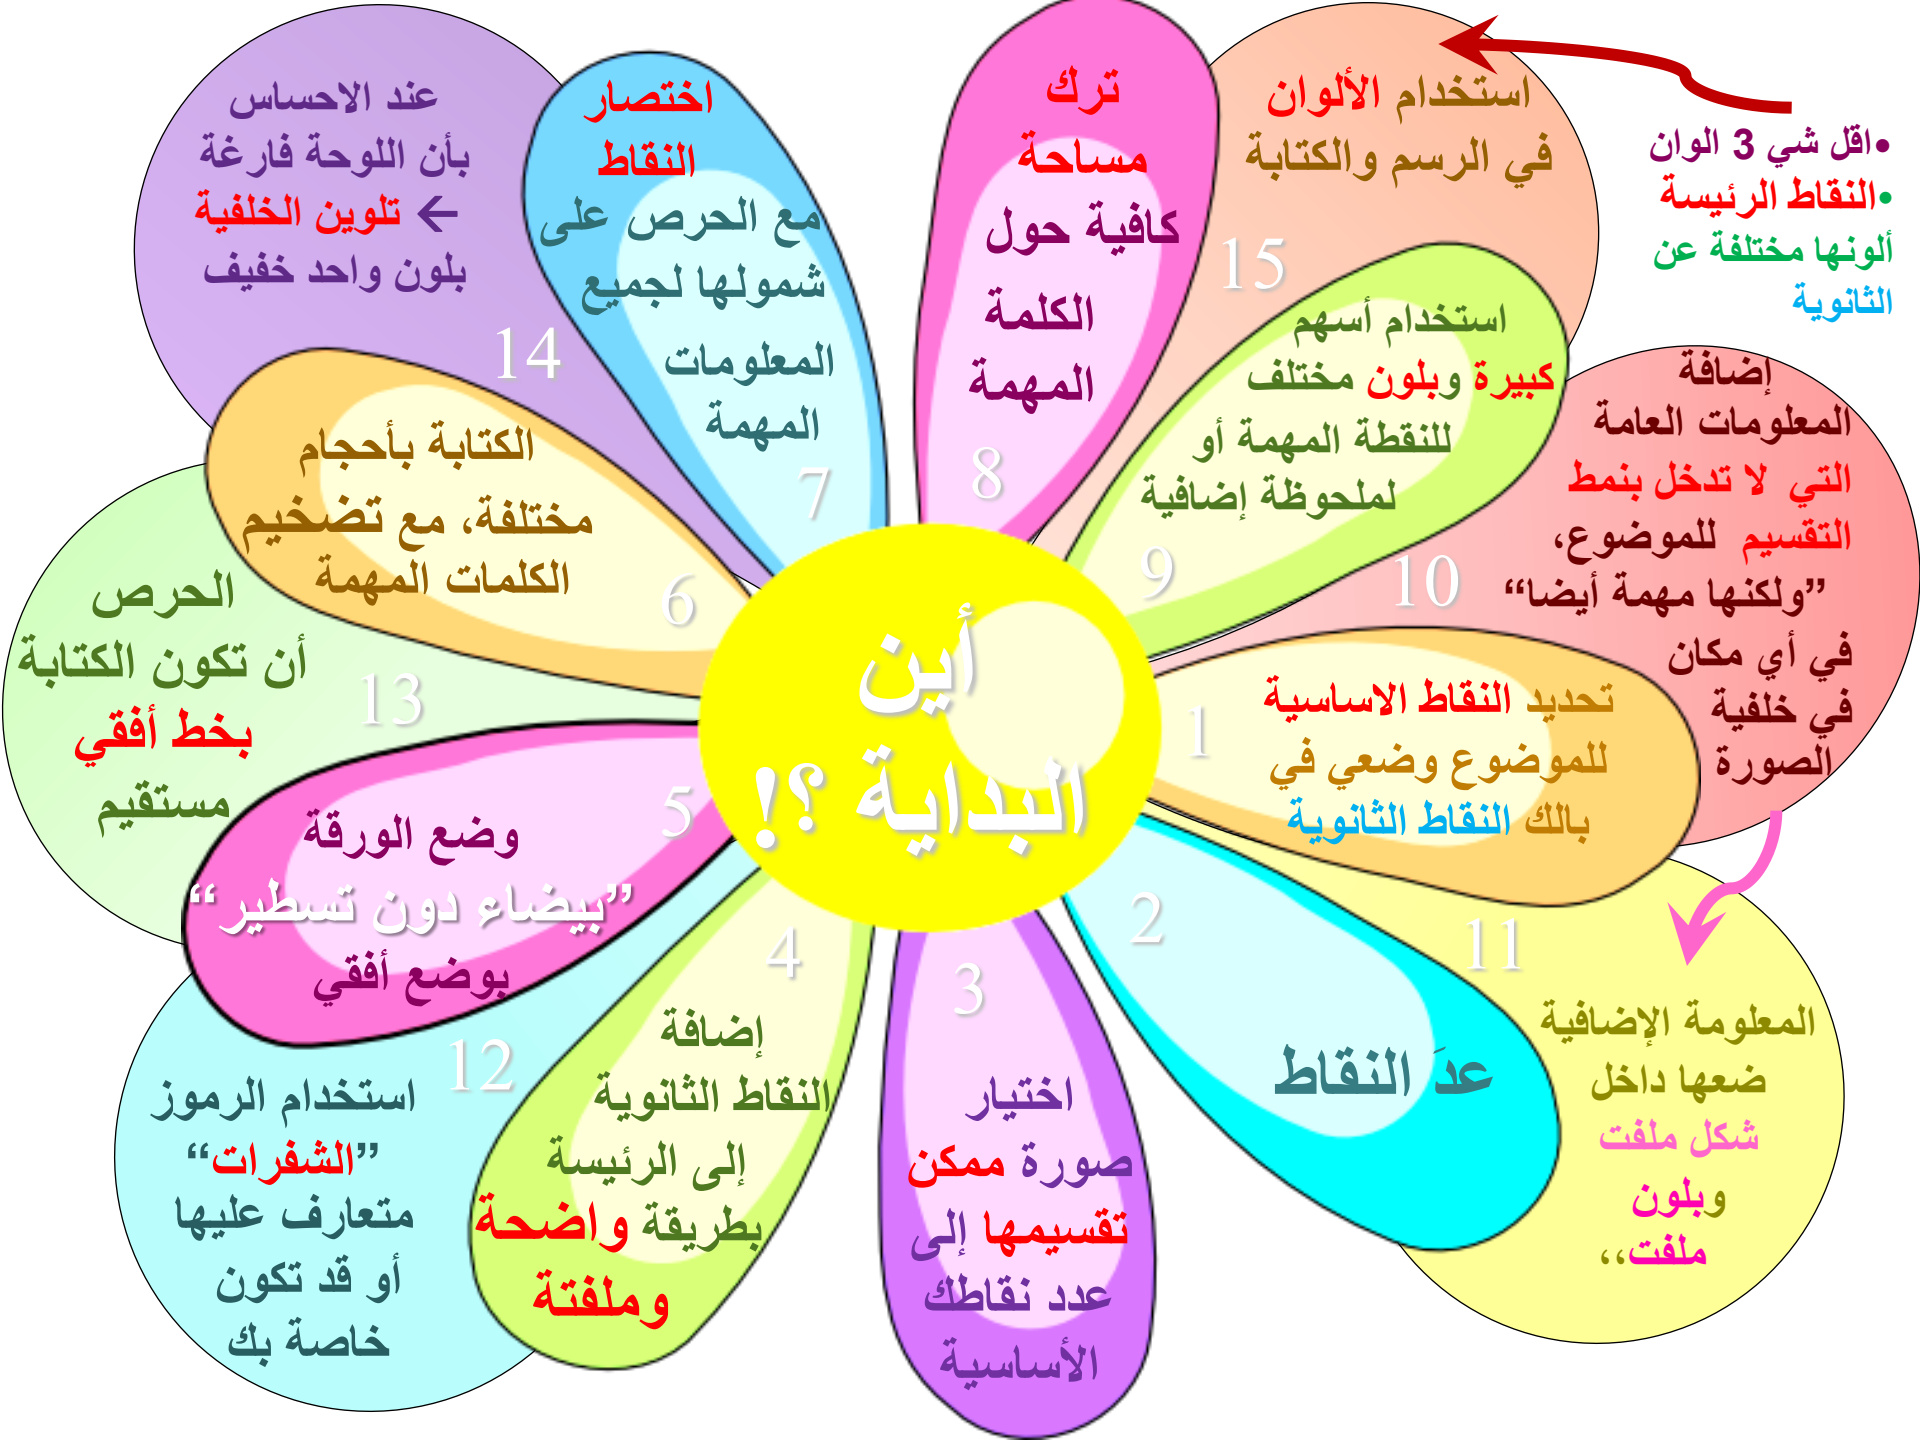 أين
البداية ؟!
1
تحديد النقاط الاساسية
للموضوع وضعي في
بالك النقاط الثانوية
2
عدَ النقاط
3
اختيار
صورة ممكن
تقسيمها إلى
عدد نقاطك
الأساسية
4
إضافة
النقاط الثانوية
إلى الرئيسة
بطريقة واضحة
وملفتة
5
وضع الورقة
”بيضاء دون تسطير“
بوضع أفقي
6
الكتابة بأحجام
مختلفة، مع تضخيم
الكلمات المهمة
7
اختصار
النقاط
مع الحرص على
شمولها لجميع
المعلومات
المهمة
8
ترك
مساحة
كافية حول
الكلمة
المهمة
9
استخدام أسهم
كبيرة وبلون مختلف
للنقطة المهمة أو
لملحوظة إضافية
10
إضافة
المعلومات العامة
التي لا تدخل بنمط
التقسيم للموضوع،
”ولكنها مهمة أيضا“
في أي مكان
في خلفية
الصورة
11
المعلومة الإضافية
ضعها داخل
شكل ملفت
وبلون
ملفت،،
12
استخدام الرموز
”الشفرات“
متعارف عليها
أو قد تكون
خاصة بك
13
الحرص
أن تكون الكتابة
بخط أفقي
مستقيم
14
عند الاحساس
بأن اللوحة فارغة
← تلوين الخلفية
بلون واحد خفيف
15
استخدام الألوان
في الرسم والكتابة
•اقل شي 3 الوان
•النقاط الرئيسة
ألونها مختلفة عن
الثانوية